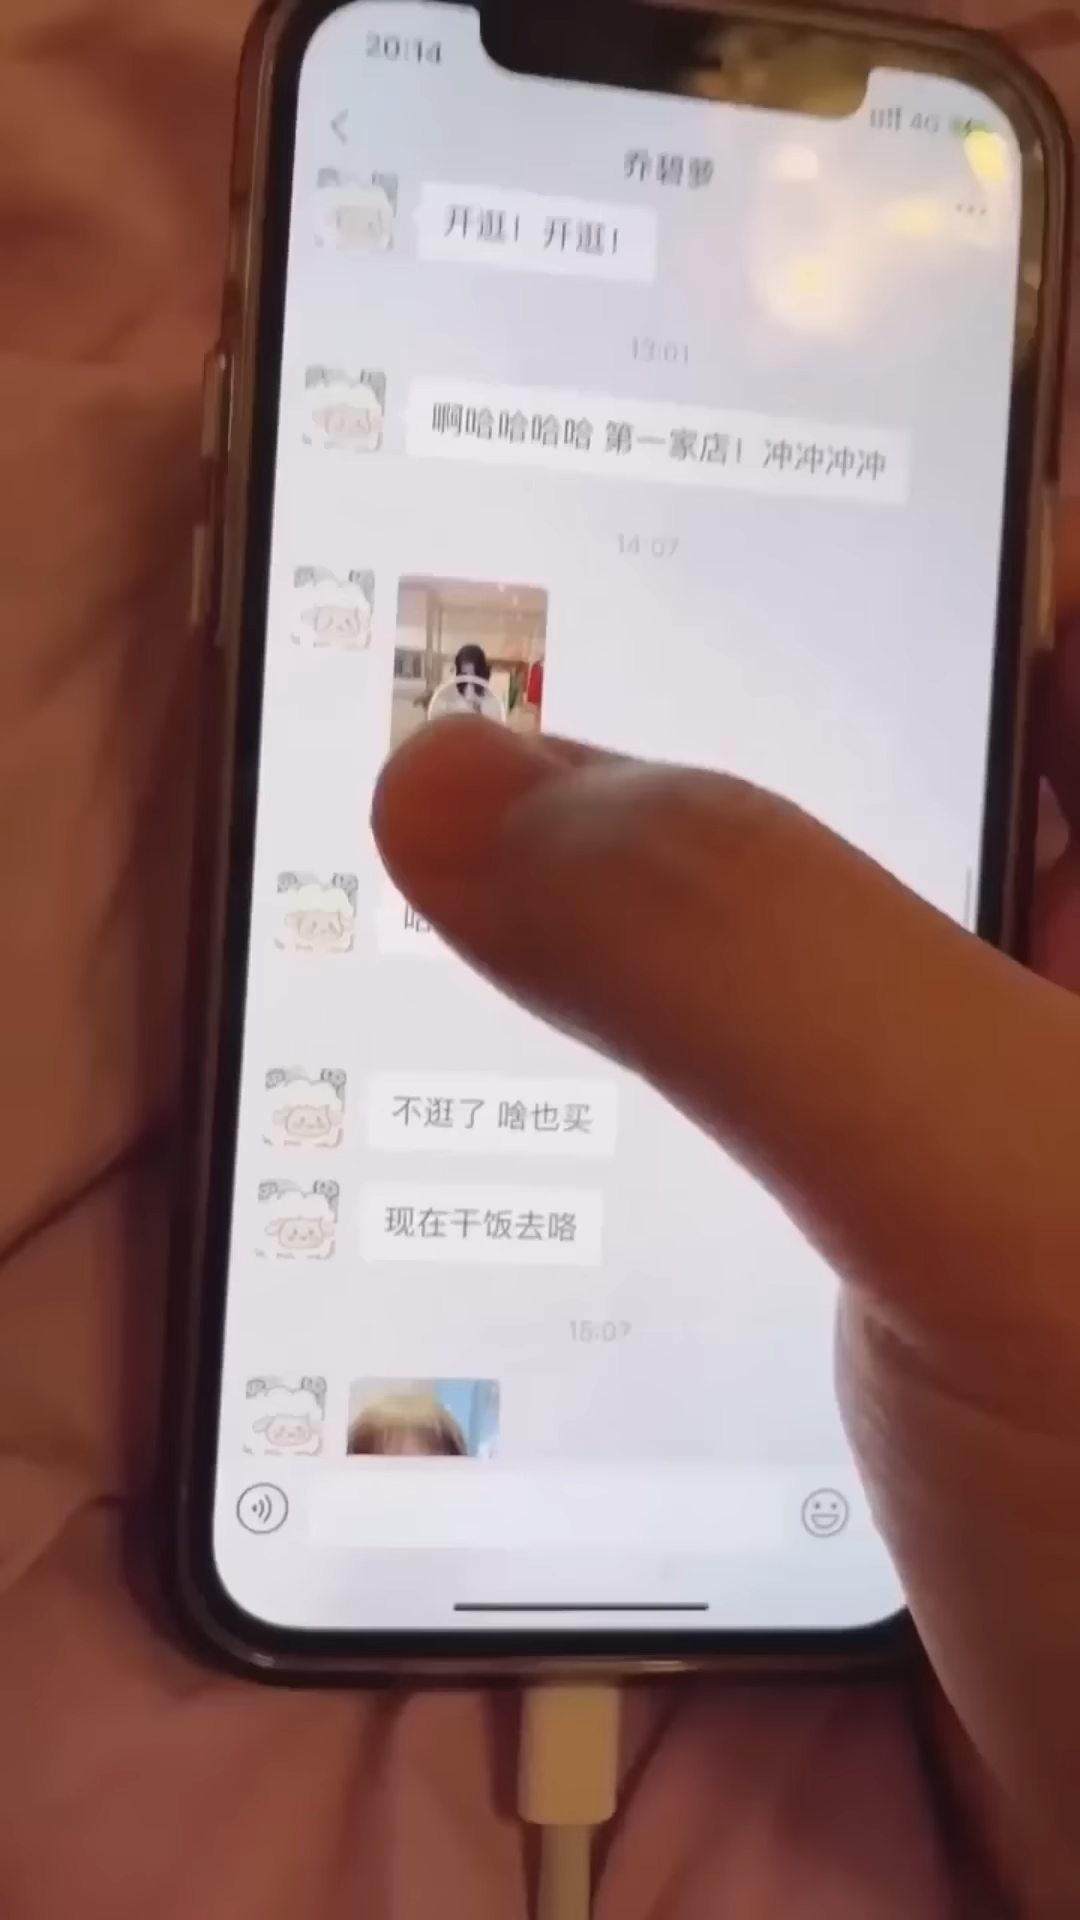 20:14
4G
乔碧萝
开逛！开逛！
13:01
啊哈哈哈哈 第一家店！冲冲冲冲
14:07
哈
不逛了 啥也买
现在干饭去咯
15:07